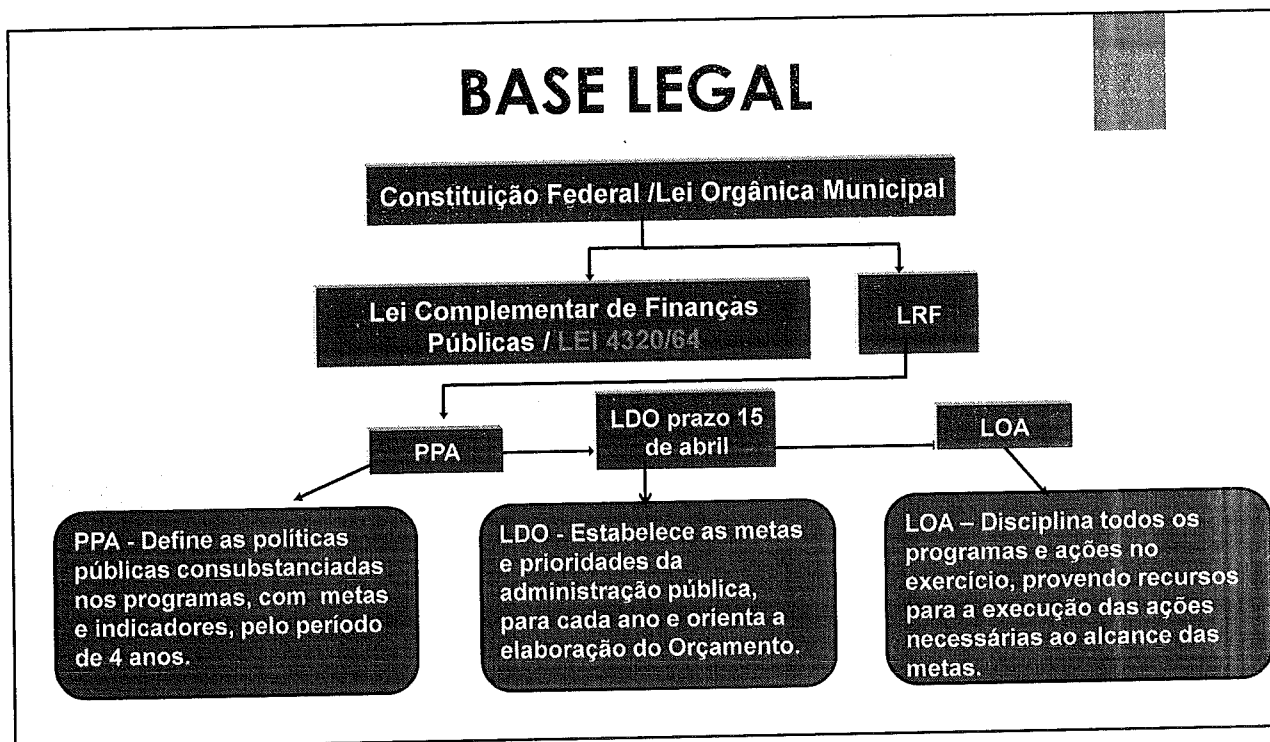 BASE LEGAL
Constituição Federal /Lei Orgânica Municipal
Lei Complementar de Finanças
Públicas / LEI 4320/64
LRF
PPA
LDO prazo 15
de abril
LOA
PPA - Define as políticas
públicas consubstanciadas
nos programas, com metas
e indicadores, pelo período
de 4 anos.
LDO - Estabelece as metas
e prioridades da
administração pública,
para cada ano e orienta a
elaboração do Orçamento.
LOA – Disciplina todos os
programas e ações no
exercício, provendo recursos
para a execução das ações
necessárias ao alcance das
metas.